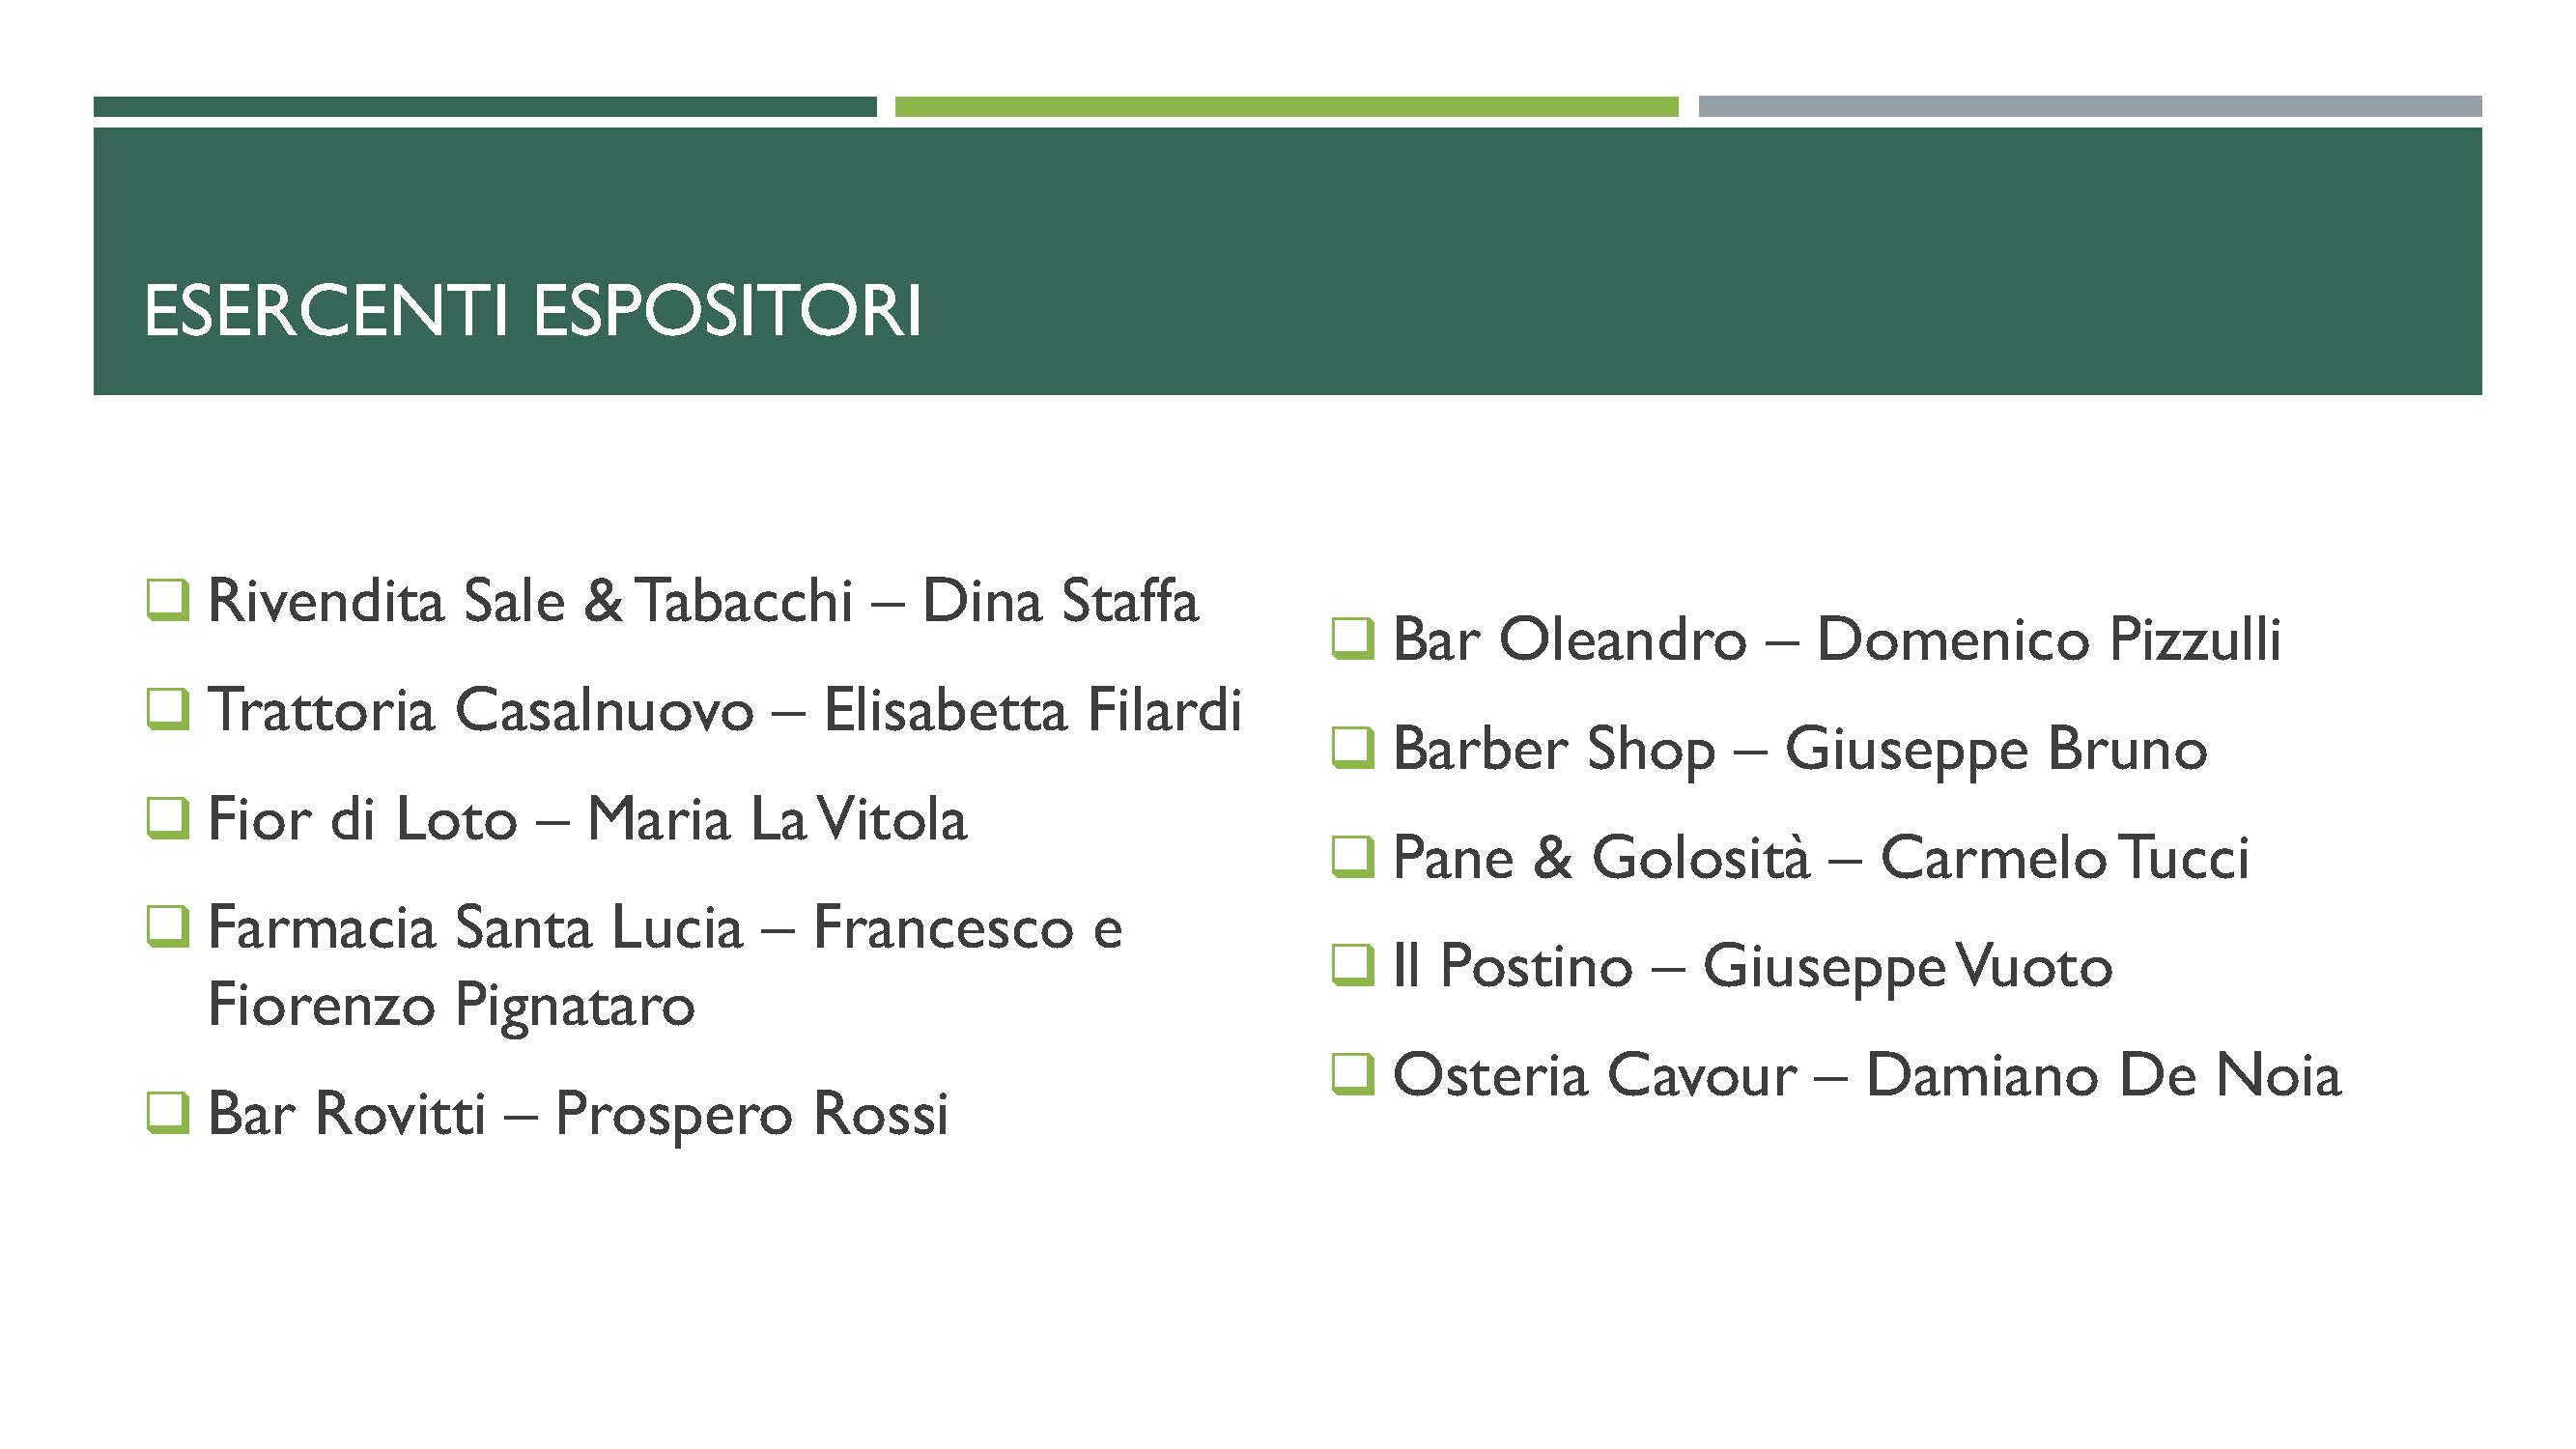 ESERCENTI ESPOSITORI
Rivendita Sale & Tabacchi – Dina Staffa
Trattoria Casalnuovo – Elisabetta Filardi
Fior di Loto – Maria La Vitola
Farmacia Santa Lucia – Francesco e
Fiorenzo Pignataro
Bar Rovitti – Prospero Rossi
Bar Oleandro – Domenico Pizzulli
Barber Shop – Giuseppe Bruno
Pane & Golosità – Carmelo Tucci
Il Postino – Giuseppe Vuoto
Osteria Cavour – Damiano De Noia